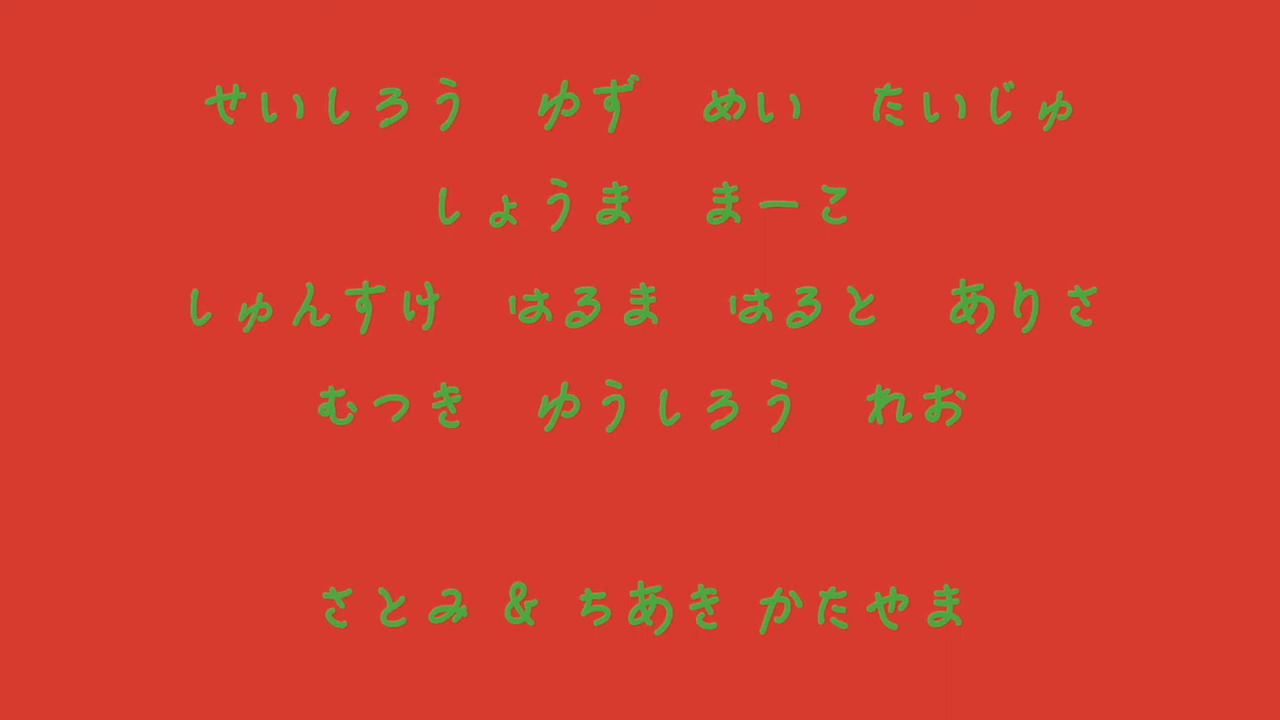 せいしろう　ゆず　めい　たいじゅ
しょうま　まーこ
しゅんすけ　はるま　はると　ありさ
むつき　ゆうしろう　れお
さとみ & ちあき かたやま